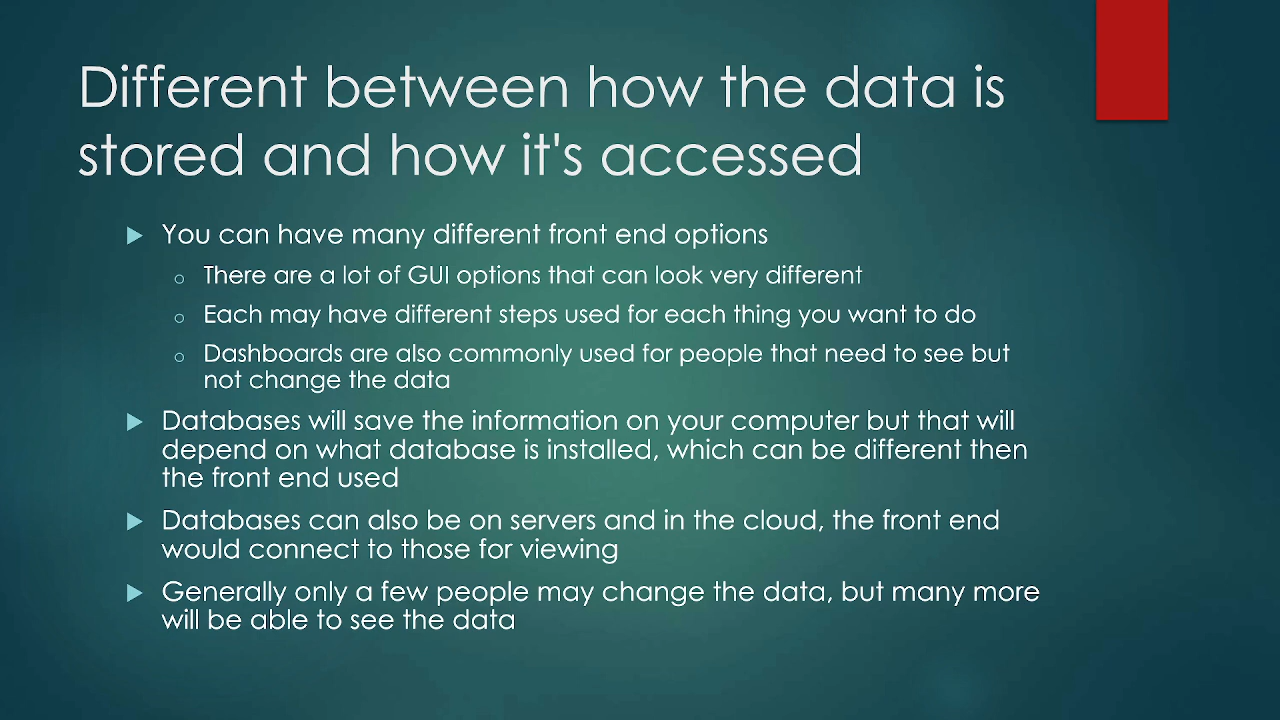 Different between how the data is
stored and how it's accessed
You can have many different front end options
There are a lot of GUI options that can look very different
Each may have different steps used for each thing you want to do
Dashboards are also commonly used for people that need to see but
not change the data
Databases will save the information on your computer but that will
depend on what database is installed, which can be different then
the front end used
Databases can also be on servers and in the cloud, the front end
would connect to those for viewing
Generally only a few people may change the data, but many more
will be able to see the data